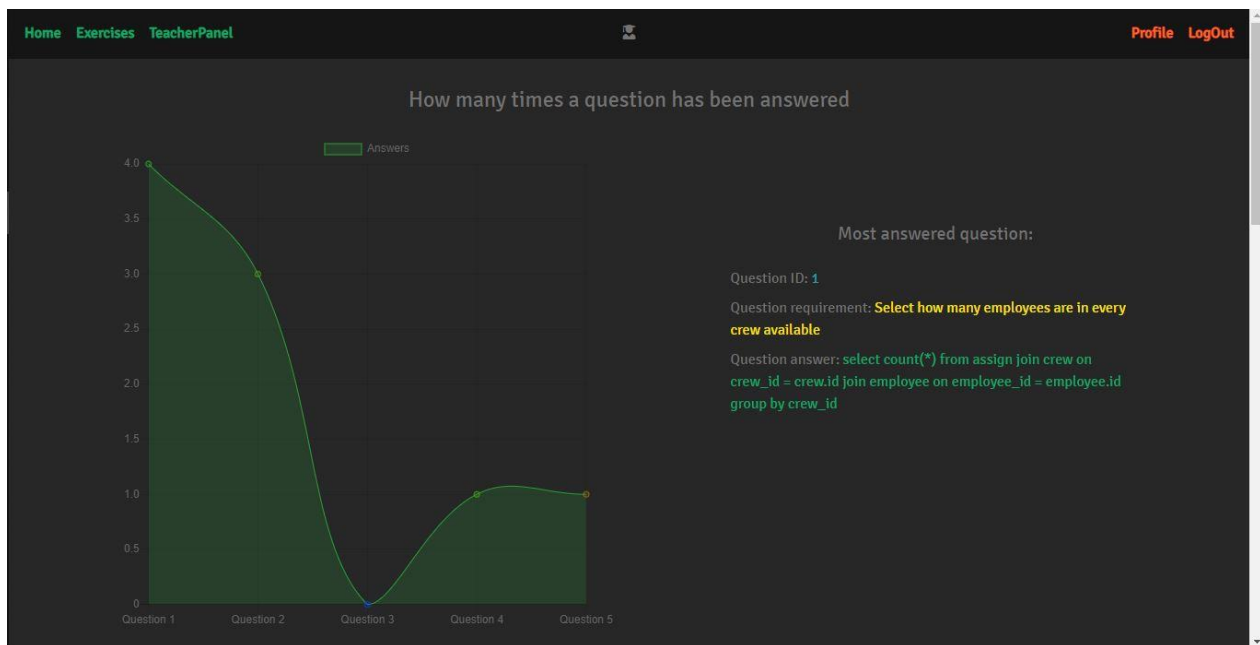 Home Exercises TeacherPanel
Profile LogOut
How many times a question has been answered
Answers
4.0
3.5
3.0
2.5
2.0
1.5
1.0
0.5
0
Question 1 Question 2 Question 3 Question 4 Question 5
Most answered question:
Question ID: 1
Question requirement: Select how many employees are in every
crew available
Question answer: select count(*) from assign join crew on
crew_id = crew.id join employee on employee_id = employee.id
group by crew_id